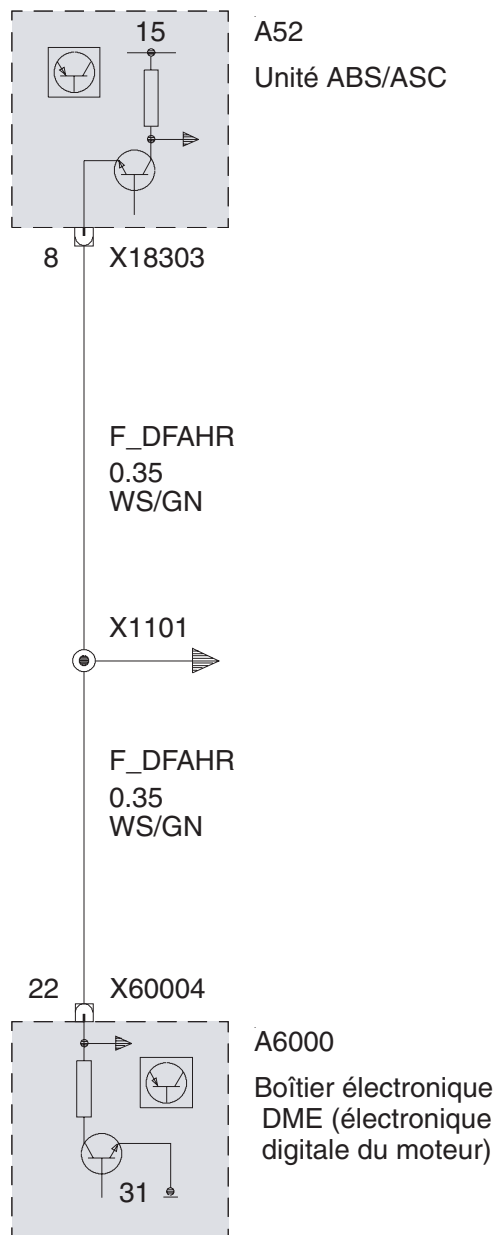 15
A52
Unité ABS/ASC
8 X18303
F_DFAHR
0.35
WS/GN
X1101
F_DFAHR
0.35
WS/GN
22 X60004
A6000
Boîtier électronique
DME (électronique
digitale du moteur)
31